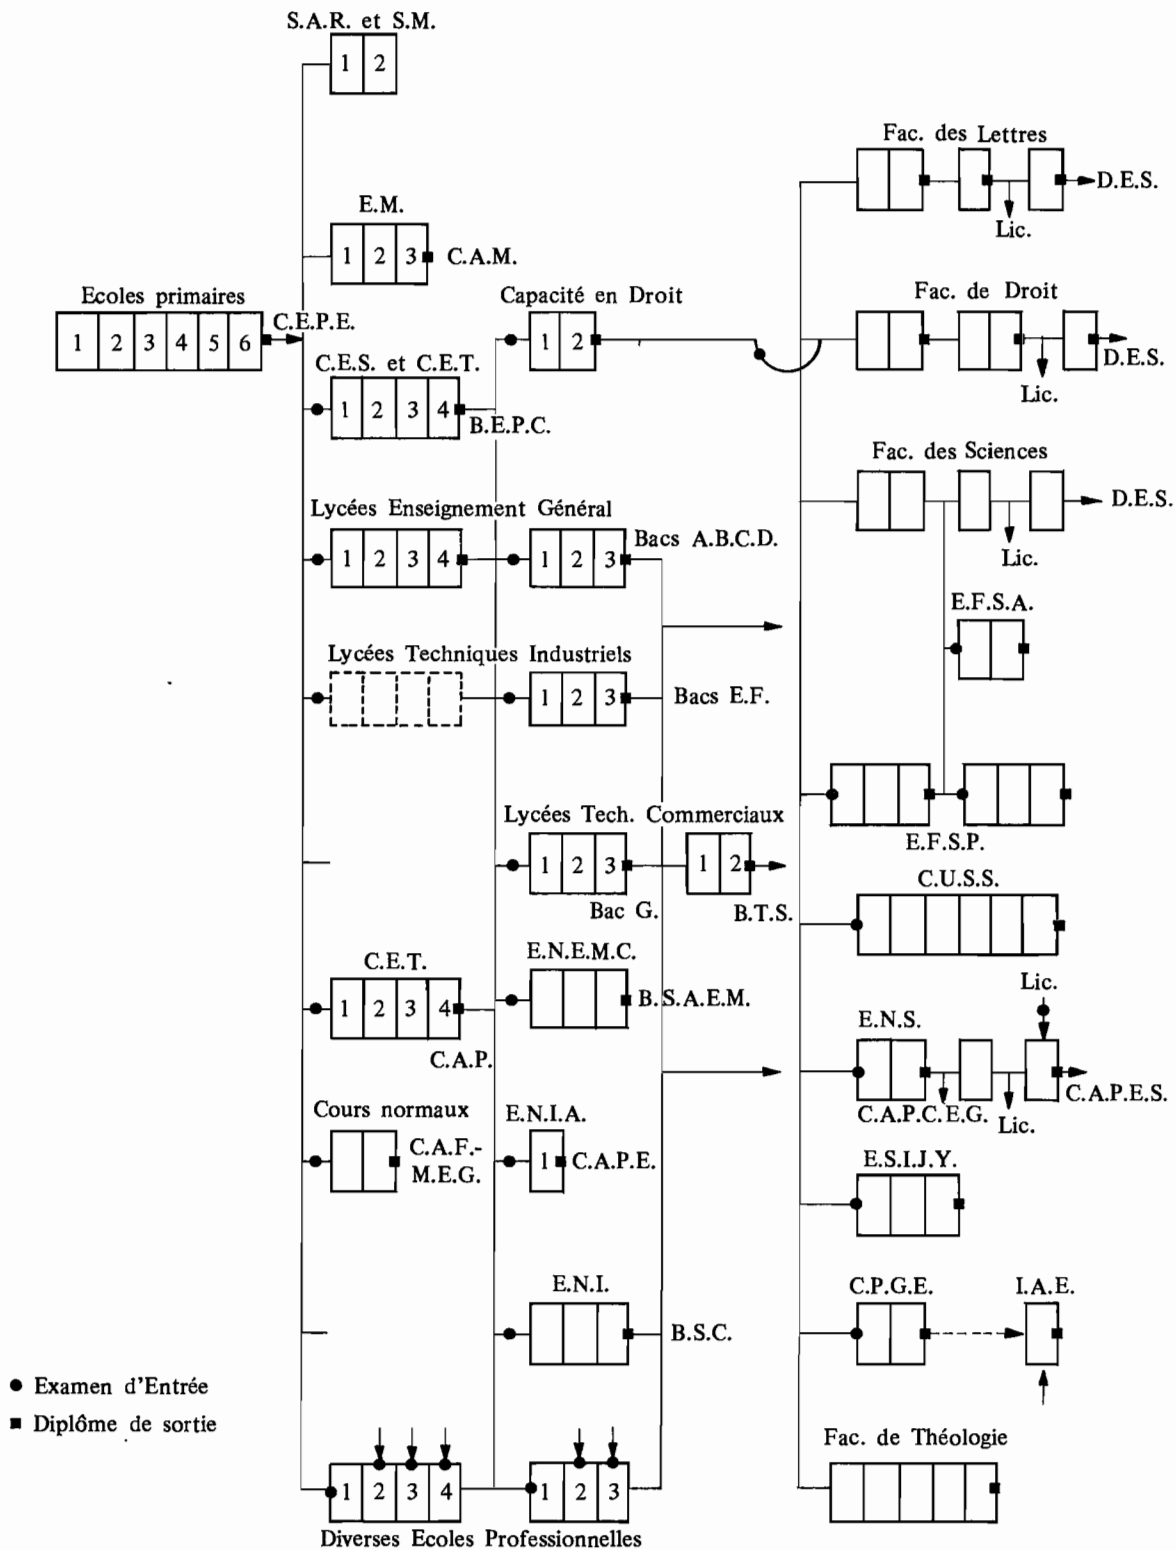 S.A.R. et S.M.
1 2
E.M.
1 2 3
C.A.M.
Ecoles primaires
1 2 3 4 5 6
C.E.P.E.
C.E.S. et C.E.T.
1 2 3 4
B.E.P.C.
Capacité en Droit
1 2
Lycées Enseignement Général
1 2 3 4
1 2 3
Bacs A.B.C.D.
Lycées Techniques Industriels
1 2 3
Bacs E.F.
Lycées Tech. Commerciaux
1 2 3
Bac G.
1 2
B.T.S.
C.E.T.
1 2 3 4
C.A.P.
E.N.E.M.C.
B.S.A.E.M.
Cours normaux
C.A.F.-
M.E.G.
E.N.I.A.
1
C.A.P.E.
E.N.I.
B.S.C.
1 2 3 4
1 2 3
Diverses Ecoles Professionnelles
Fac. des Lettres
D.E.S.
Lic.
Fac. de Droit
D.E.S.
Lic.
Fac. des Sciences
D.E.S.
Lic.
E.F.S.A.
E.F.S.P.
C.U.S.S.
Lic.
E.N.S.
C.A.P.E.S.
C.A.P.C.E.G.
Lic.
E.S.I.J.Y.
C.P.G.E.
I.A.E.
Fac. de Théologie
Examen d'Entrée
Diplôme de sortie